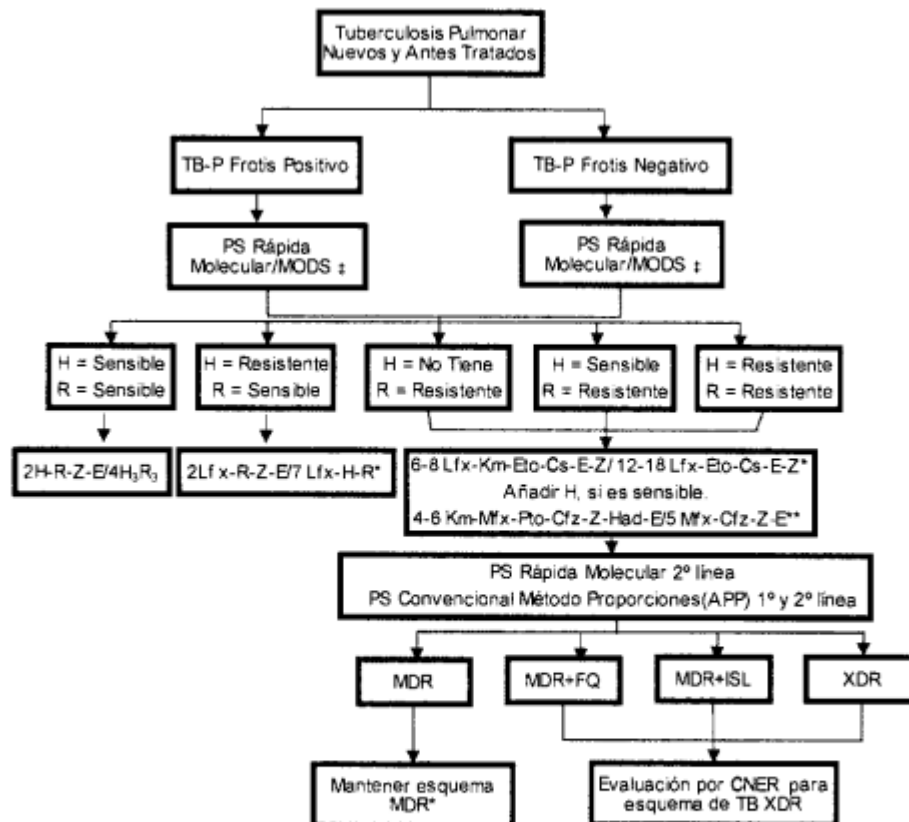 Tuberculosis Pulmonar
Nuevos y Antes Tratados
TB-P Frotis Positivo
TB-P Frotis Negativo
PS Rápida
Molecular/MODS ‡
PS Rápida
Molecular/MODS ‡
H = Sensible
R = Sensible
H = Resistente
R = Sensible
H = No Tiene
R = Resistente
H = Sensible
R = Resistente
H = Resistente
R = Resistente
2H-R-Z-E/4H₃R₃
2Lfx-R-Z-E/7 Lfx-H-R*
6-8 Lfx-Km-Eto-Cs-E-Z/ 12-18 Lfx-Eto-Cs-E-Z*
Añadir H, si es sensible.
4-6 Km-Mfx-Pto-Cfz-Z-Had-E/5 Mfx-Cfz-Z-E**
PS Rápida Molecular 2º línea
PS Convencional Método Proporciones(APP) 1º y 2º línea
MDR
MDR+FQ
MDR+ISL
XDR
Mantener esquema
MDR*
Evaluación por CNER para
esquema de TB XDR